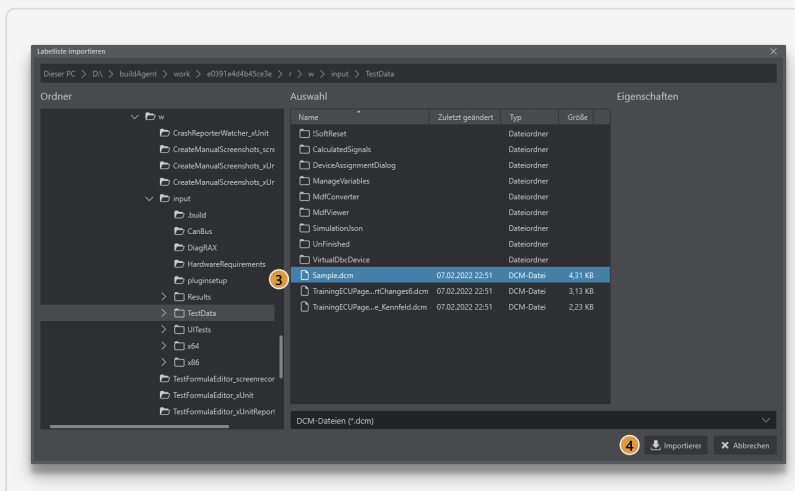 Labelliste importieren
Dieser PC > D:\ > buildAgent > work > e0391e4d4b45ce3e > r > w > input > TestData
Ordner
Auswahl
Eigenschaften
w
CrashReporterWatcher_xUnit
CreateManualScreenshots_scre
CreateManualScreenshots_xUr
CreateManualScreenshots_xUr
input
.build
CanBus
DiagRAX
HardwareRequirements
pluginsetup
Results
TestData
UITests
x64
x86
TestFormulaEditor_screenrecor
TestFormulaEditor_xUnit
TestFormulaEditor_xUnitReport
Name Zuletzt geändert Typ Größe
!SoftReset Dateiordner
CalculatedSignals Dateiordner
DeviceAssignmentDialog Dateiordner
ManageVariables Dateiordner
MdfConverter Dateiordner
MdfViewer Dateiordner
SimulationJson Dateiordner
UnFinished Dateiordner
VirtualDbcDevice Dateiordner
3
Sample.dcm 07.02.2022 22:51 DCM-Datei 4,31 KB
TrainingECUPage...rtChanges6.dcm 07.02.2022 22:51 DCM-Datei 3,13 KB
TrainingECUPage...e_Kennfeld.dcm 07.02.2022 22:51 DCM-Datei 2,23 KB
DCM-Dateien (*.dcm)
4
Importieren Abbrechen